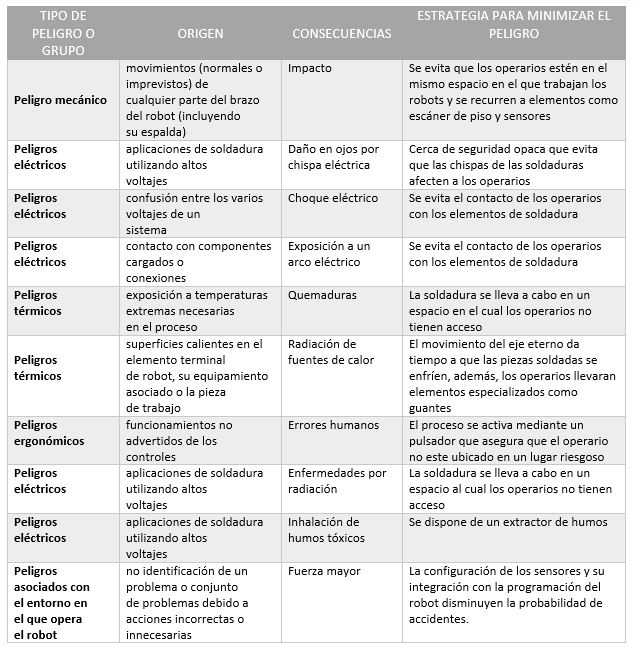 TIPO DE
PELIGRO O
GRUPO
ORIGEN
CONSECUENCIAS
ESTRATEGIA PARA MINIMIZAR EL
PELIGRO
Peligro mecánico
movimientos (normales o
imprevistos) de
cualquier parte del brazo
del robot (incluyendo
su espalda)
Impacto
Se evita que los operarios estén en el
mismo espacio en el que trabajan los
robots y se recurren a elementos como
escáner de piso y sensores
Peligros
eléctricos
aplicaciones de soldadura
utilizando altos
voltajes
Daño en ojos por
chispa eléctrica
Cerca de seguridad opaca que evita
que las chispas de las soldaduras
afecten a los operarios
Peligros
eléctricos
confusión entre los varios
voltajes de un
sistema
Choque eléctrico
Se evita el contacto de los operarios
con los elementos de soldadura
Peligros
eléctricos
contacto con componentes
cargados o
conexiones
Exposición a un
arco eléctrico
Se evita el contacto de los operarios
con los elementos de soldadura
Peligros
térmicos
exposición a temperaturas
extremas necesarias
en el proceso
Quemaduras
La soldadura se lleva a cabo en un
espacio en el cual los operarios no
tienen acceso
Peligros
térmicos
superficies calientes en el
elemento terminal
de robot, su equipamiento
asociado o la pieza
de trabajo
Radiación de
fuentes de calor
El movimiento del eje eterno da
tiempo a que las piezas soldadas se
enfríen, además, los operarios llevaran
elementos especializados como
guantes
Peligros
ergonómicos
funcionamientos no
advertidos de los
controles
Errores humanos
El proceso se activa mediante un
pulsador que asegura que el operario
no este ubicado en un lugar riesgoso
Peligros
eléctricos
aplicaciones de soldadura
utilizando altos
voltajes
Enfermedades por
radiación
La soldadura se lleva a cabo en un
espacio al cual los operarios no tienen
acceso
Peligros
eléctricos
aplicaciones de soldadura
utilizando altos
voltajes
Inhalación de
humos tóxicos
Se dispone de un extractor de humos
Peligros
asociados con
el entorno en
el que opera
el robot
no identificación de un
problema o conjunto
de problemas debido a
acciones incorrectas o
innecesarias
Fuerza mayor
La configuración de los sensores y su
integración con la programación del
robot disminuyen la probabilidad de
accidentes.